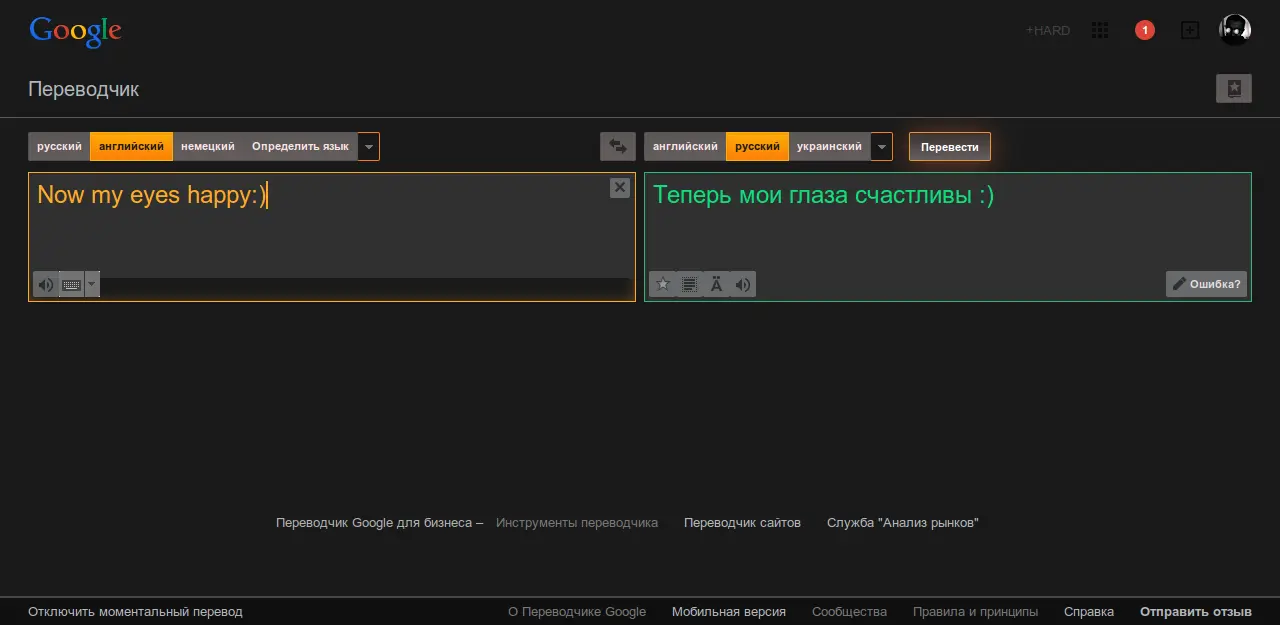 Google
+HARD
1
Переводчик
русский английский немецкий Определить язык
английский русский украинский Перевести
Now my eyes happy:)
Теперь мои глаза счастливы :)
Ä
Ошибка?
Переводчик Google для бизнеса – Инструменты переводчика Переводчик сайтов Служба "Анализ рынков"
Отключить моментальный перевод О Переводчике Google Мобильная версия Сообщества Правила и принципы Справка Отправить отзыв